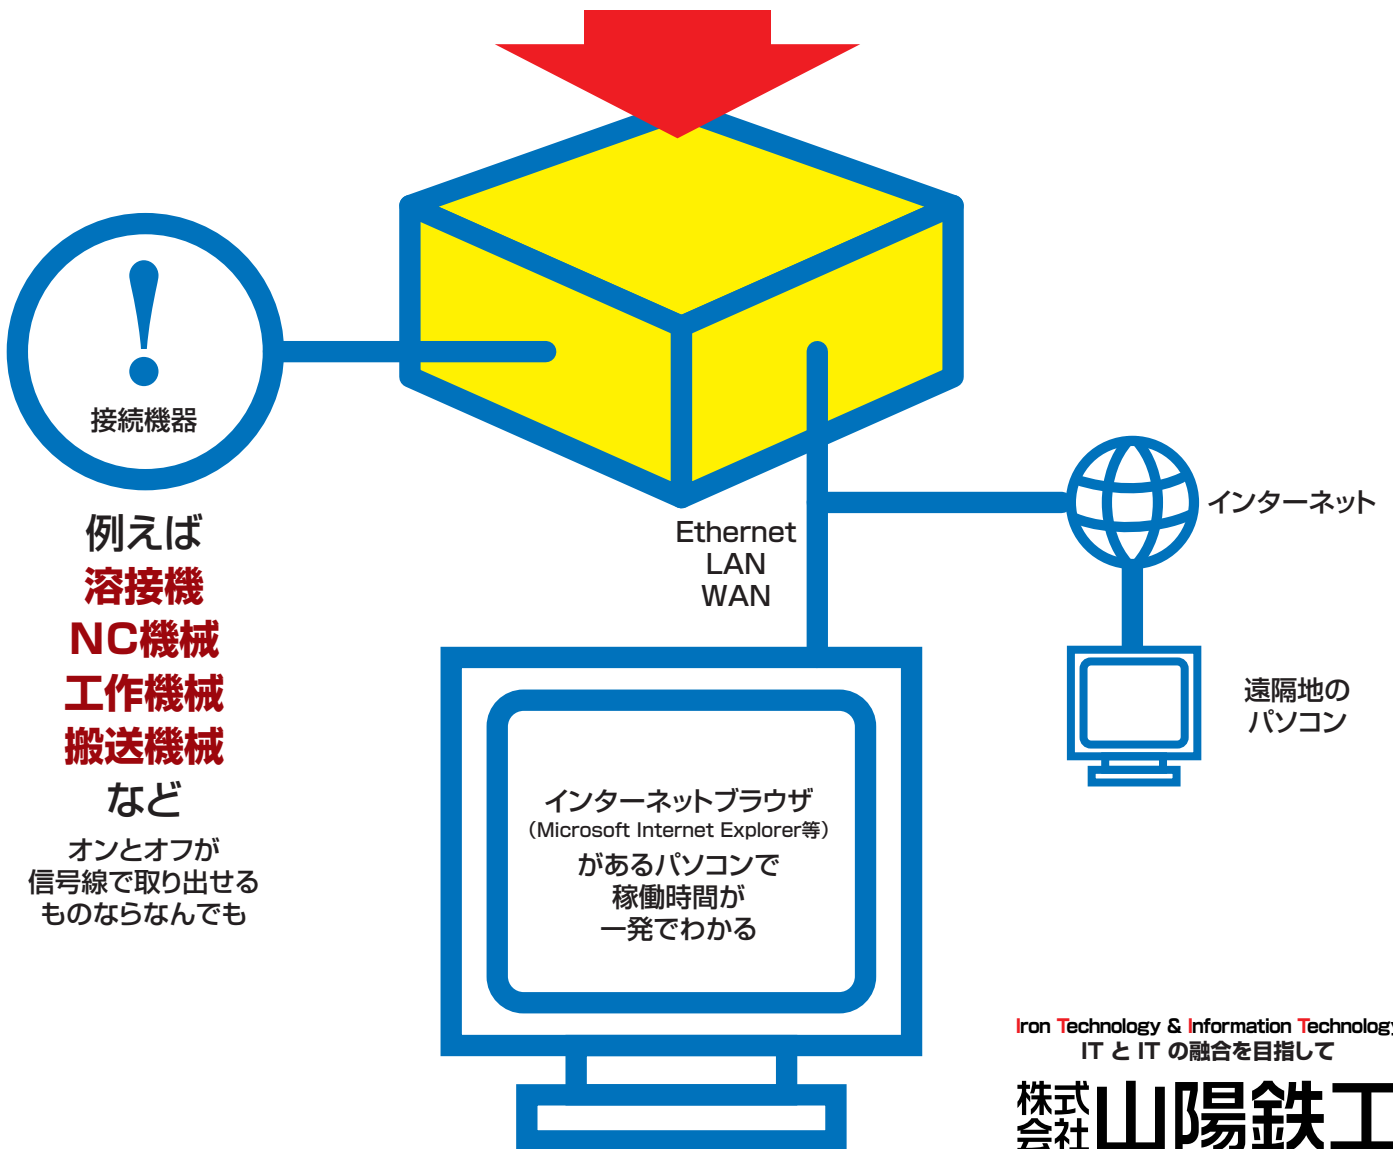 !
接続機器
例えば
溶接機
NC機械
工作機械
搬送機械
など
オンとオフが
信号線で取り出せる
ものならなんでも
Ethernet
LAN
WAN
インターネット
遠隔地の
パソコン
インターネットブラウザ
（Microsoft Internet Explorer等）
があるパソコンで
稼働時間が
一発でわかる
Iron Technology & Information Technology
IT と IT の融合を目指して
株式会社山陽鉄工